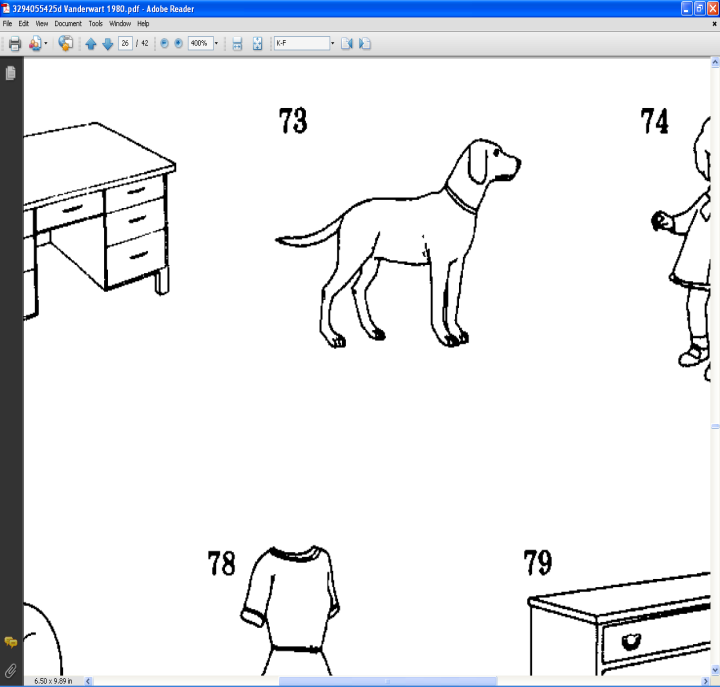 3294055425d Vanderwart 1980.pdf - Adobe Reader
File Edit View Document Tools Window Help
26 / 42 400% K-F
73
74
78
79
6.50 x 9.89 in